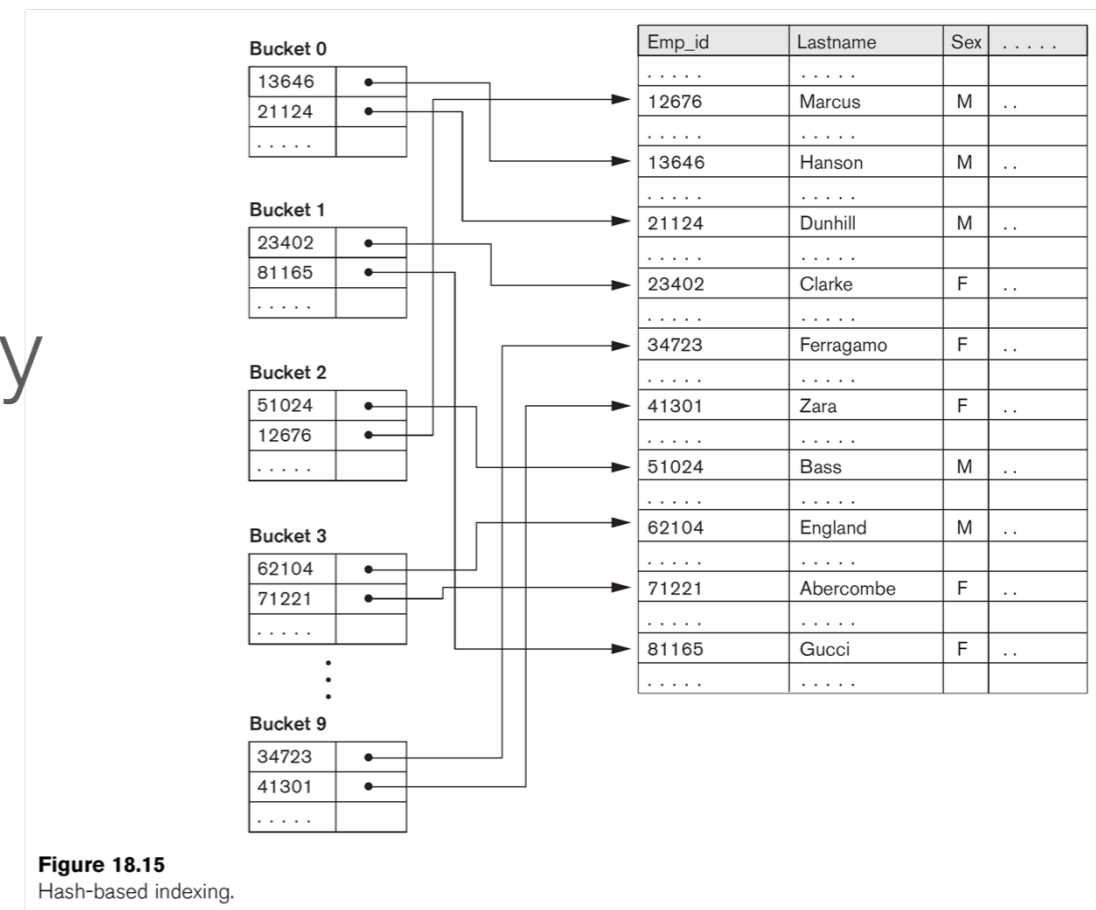 y
Bucket 0
13646
21124
. . . . .
Bucket 1
23402
81165
. . . . .
Bucket 2
51024
12676
. . . . .
Bucket 3
62104
71221
. . . . .
Bucket 9
34723
41301
. . . . .
Emp_id Lastname Sex . . . . .
. . . . . . . . . .
12676 Marcus M . .
. . . . . . . . . .
13646 Hanson M . .
. . . . . . . . . .
21124 Dunhill M . .
. . . . . . . . . .
23402 Clarke F . .
. . . . . . . . . .
34723 Ferragamo F . .
. . . . . . . . . .
41301 Zara F . .
. . . . . . . . . .
51024 Bass M . .
. . . . . . . . . .
62104 England M . .
. . . . . . . . . .
71221 Abercombe F . .
. . . . . . . . . .
81165 Gucci F . .
. . . . . . . . . .
Figure 18.15
Hash-based indexing.